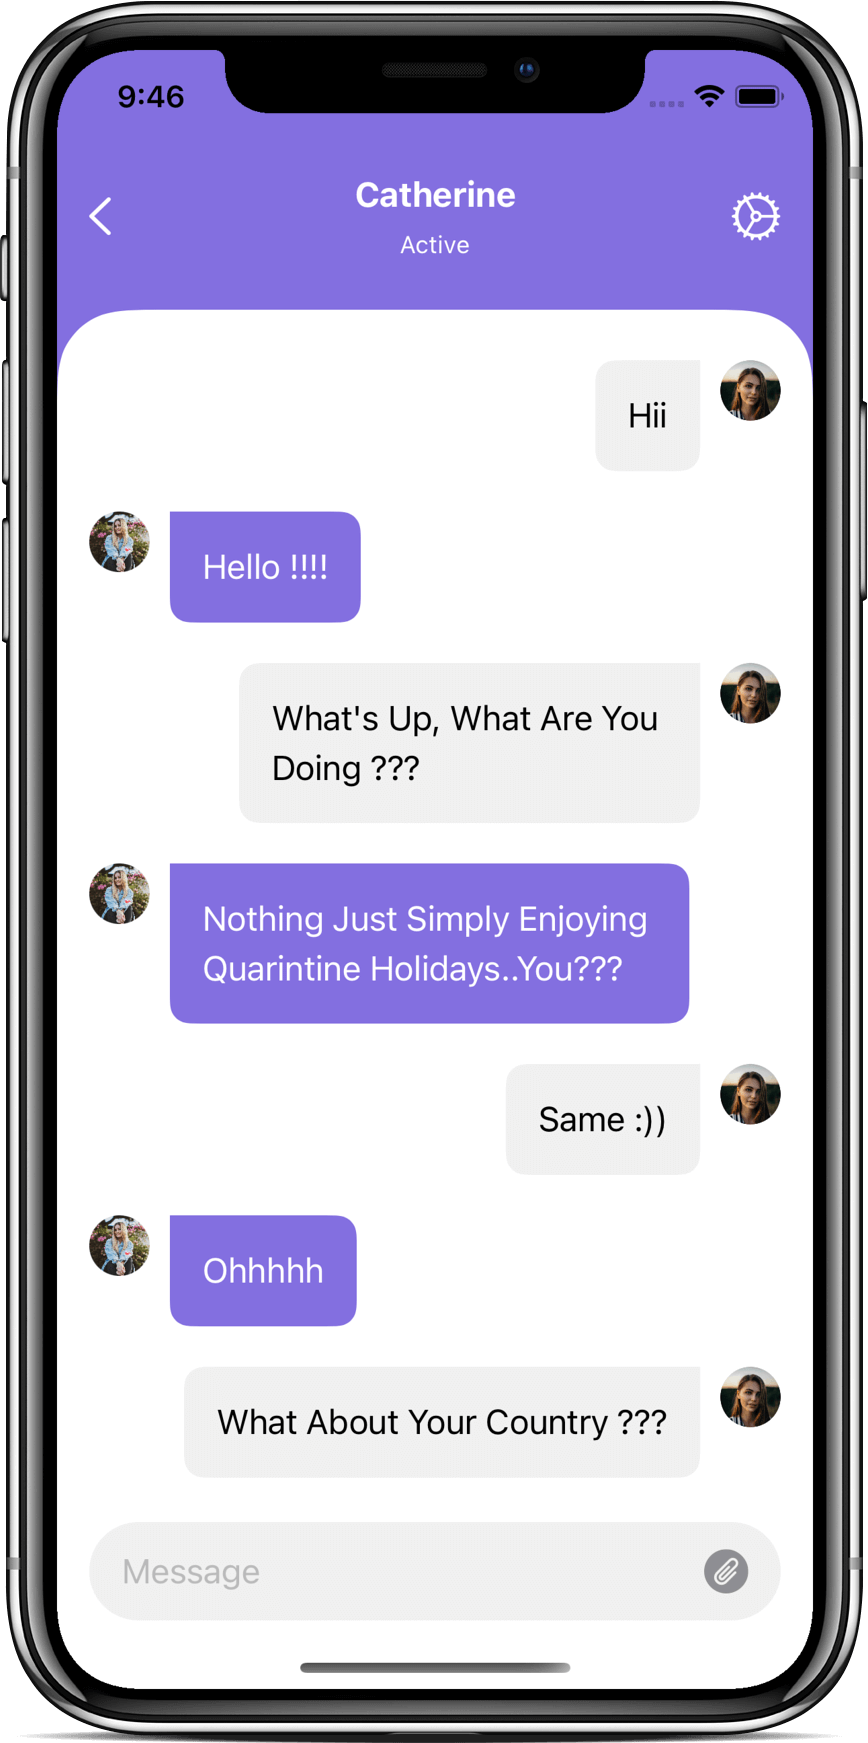 9:46
Catherine
Active
Hii
Hello !!!!
What's Up, What Are You
Doing ???
Nothing Just Simply Enjoying
Quarintine Holidays..You???
Same :))
Ohhhhh
What About Your Country ???
Message